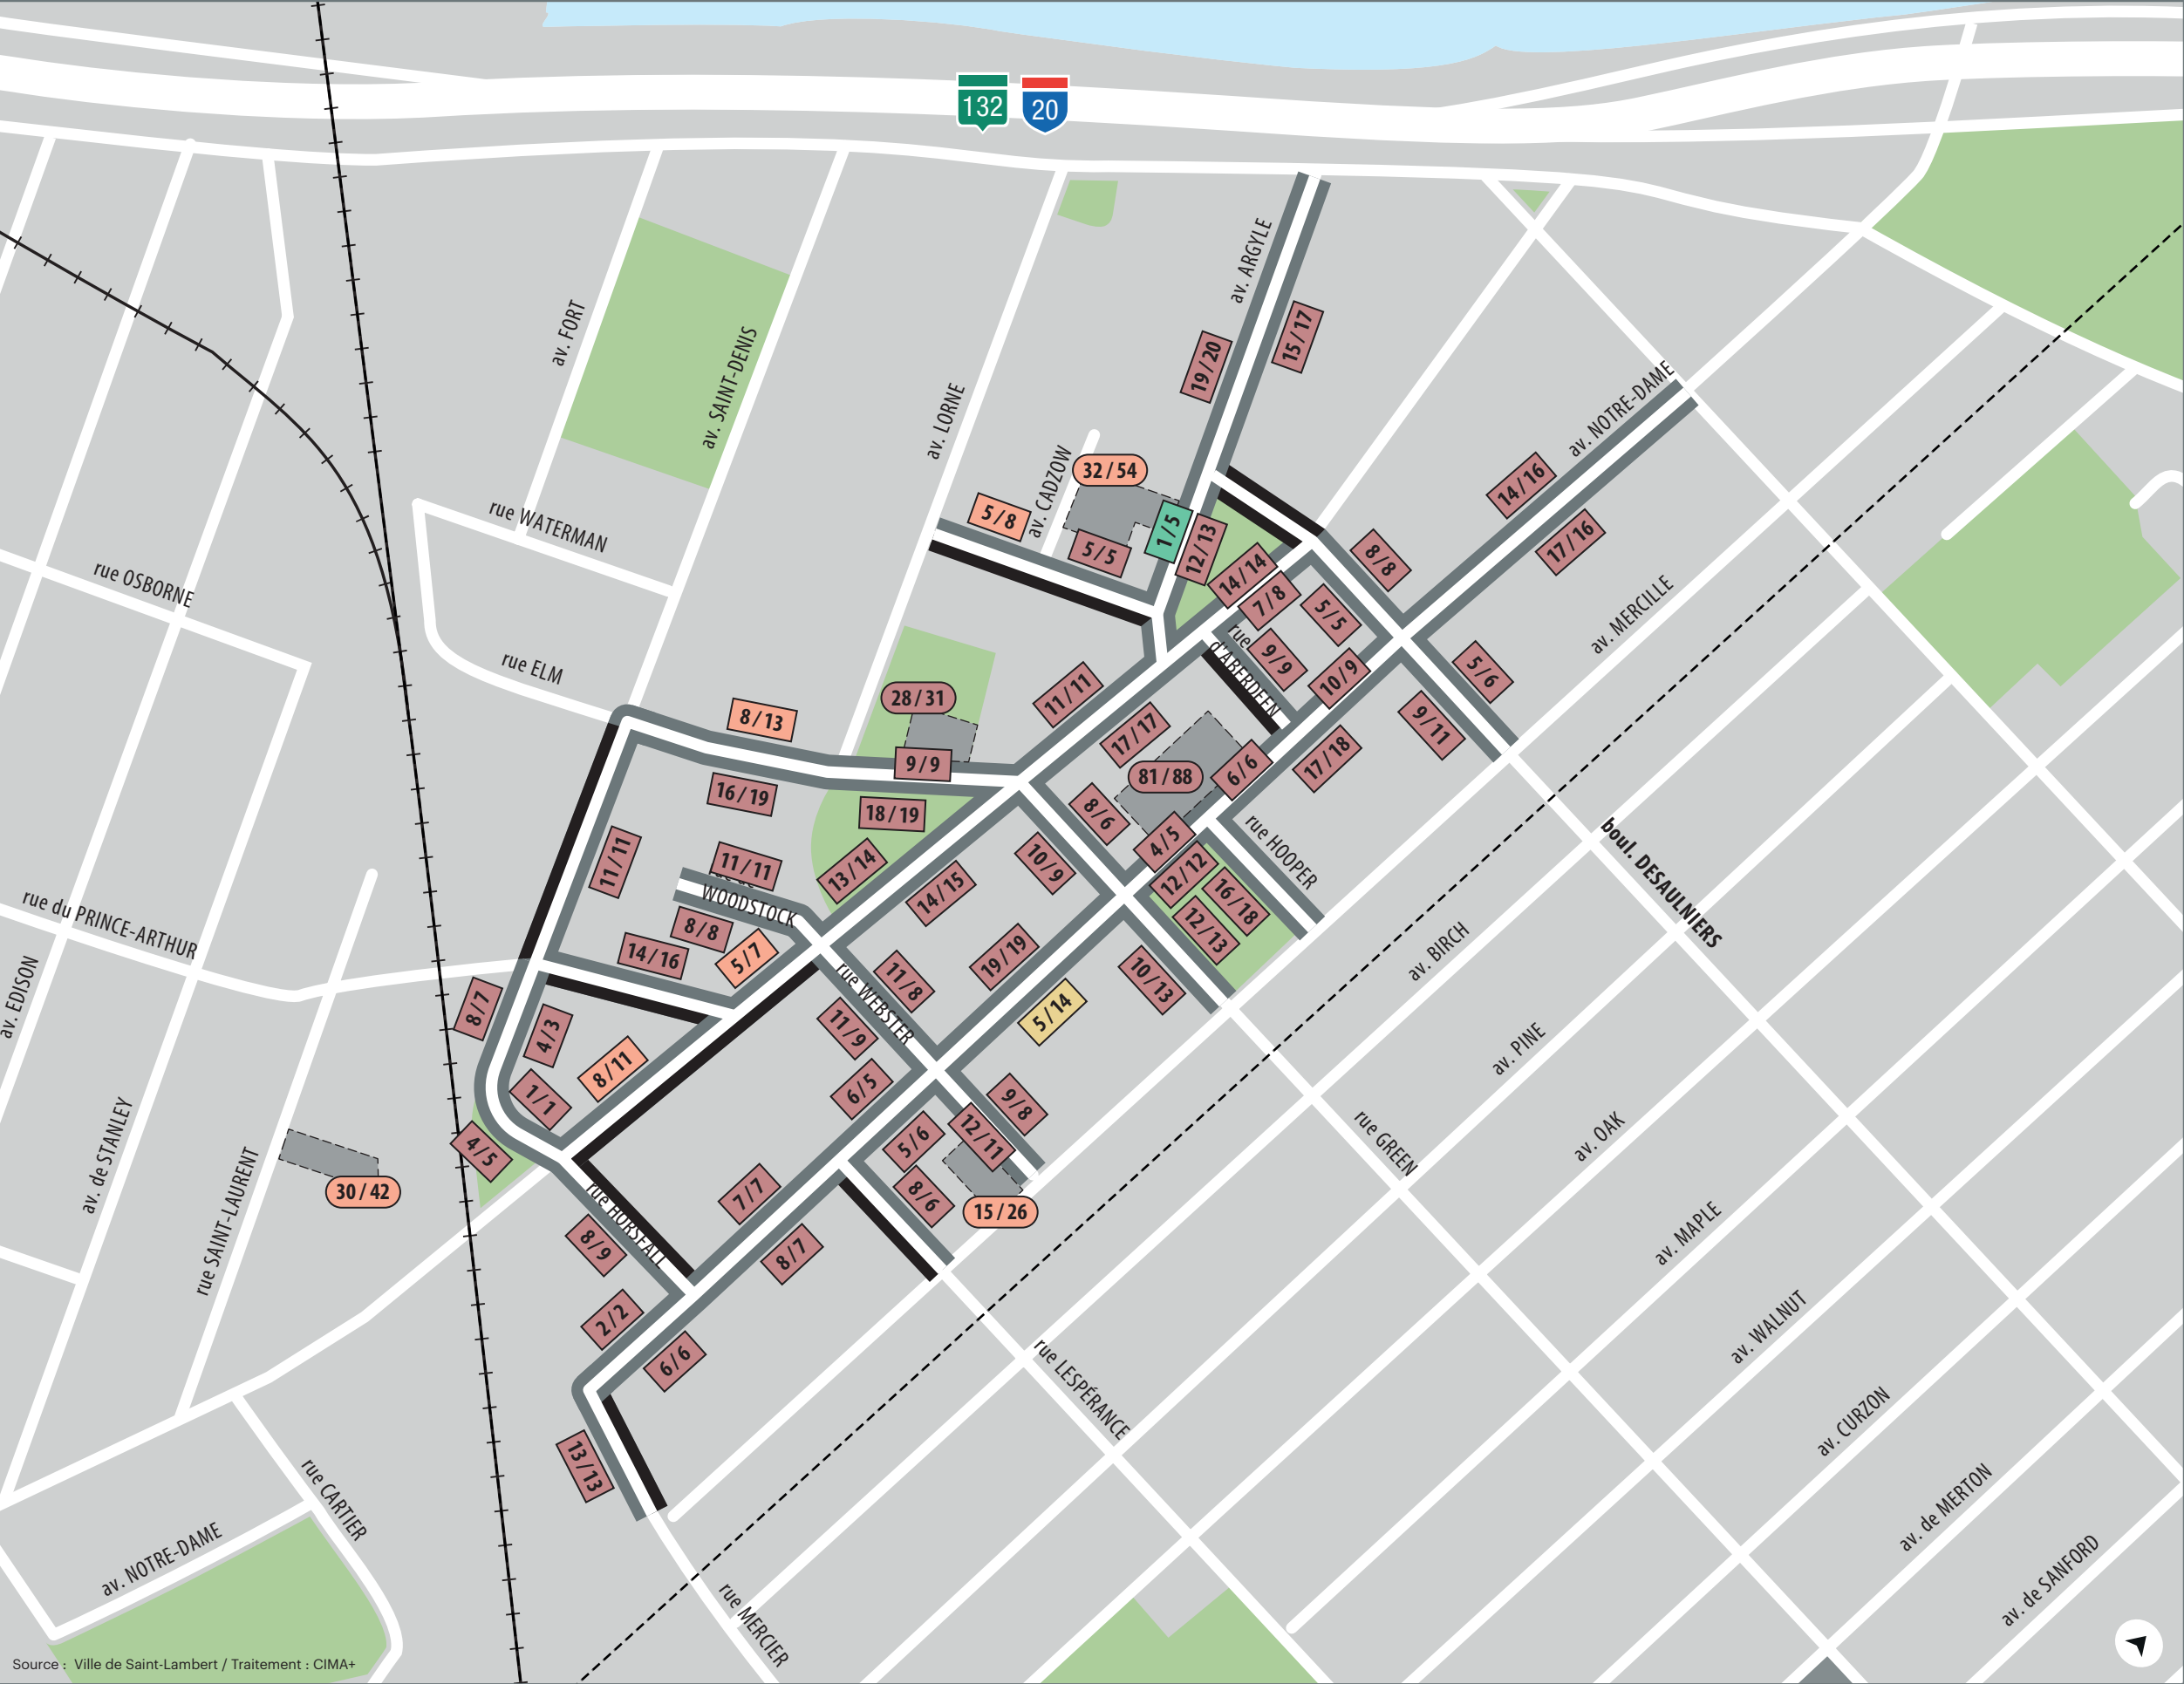 132
20
av. ARGYLE
av. FORT
av. SAINT-DENIS
15 / 17
19 / 20
av. LORNE
av. NOTRE-DAME
av. CADZOW
32 / 54
14 / 16
5 / 8
rue WATERMAN
1 / 5
12 / 13
5 / 5
17 / 16
8 / 8
14 / 14
7 / 8
rue OSBORNE
5 / 5
av. MERCILLE
rue
d'ABERDEEN
9 / 9
10 / 9
5 / 6
rue ELM
28 / 31
11 / 11
8 / 13
17 / 17
9 / 11
9 / 9
81 / 88
6 / 6
17 / 18
16 / 19
18 / 19
8 / 6
4 / 5
rue HOOPER
11 / 11
11 / 11
13 / 14
10 / 9
12 / 12
boul. DESAULNIERS
WOODSTOCK
14 / 15
16 / 18
rue du PRINCE-ARTHUR
8 / 8
12 / 13
14 / 16
5 / 7
19 / 19
av. BIRCH
11 / 8
10 / 13
av. EDISON
rue WEBSTER
8 / 7
5 / 14
11 / 9
4 / 3
av. PINE
8 / 11
6 / 5
1 / 1
9 / 8
12 / 11
5 / 6
4 / 5
av. de STANLEY
rue GREEN
av. OAK
30 / 42
7 / 7
8 / 6
15 / 26
rue SAINT-LAURENT
rue HORSFALL
8 / 9
8 / 7
av. MAPLE
2 / 2
av. WALNUT
6 / 6
rue LESPÉRANCE
av. CURZON
13 / 13
rue CARTIER
av. de MERTON
av. NOTRE-DAME
av. de SANFORD
rue MERCIER
Source : Ville de Saint-Lambert / Traitement : CIMA+